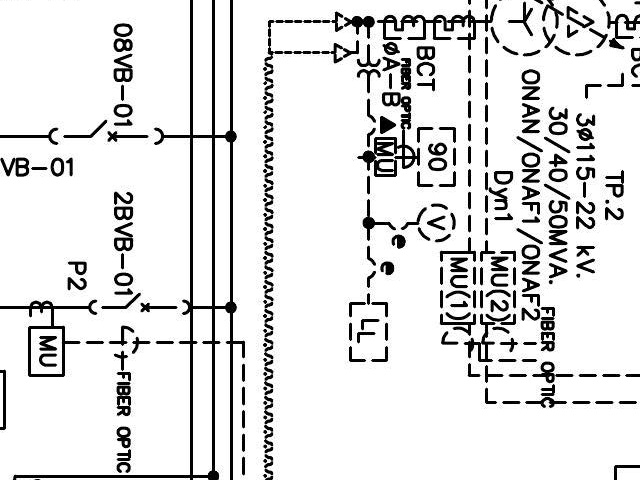 08VB-01
VB-01
2BVB-01
P2
MU
FIBER OPTIC
BCT
ØA-B
FIBER OPTIC
MU
90
V
e
e
LL
TP.2
3Ø115-22 kV.
30/40/50MVA.
ONAN/ONAF1/ONAF2
Dyn1
MU(1)
MU(2)
FIBER OPTIC